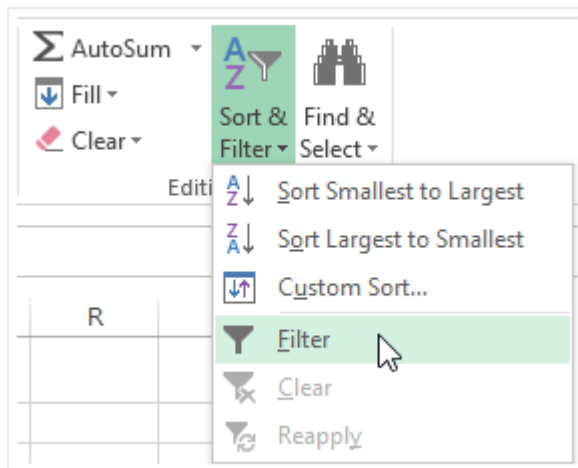 AutoSum
Fill
Clear
Sort &
Filter
Find &
Select
Editi
Sort Smallest to Largest
Sort Largest to Smallest
Custom Sort...
Filter
Clear
Reapply
R